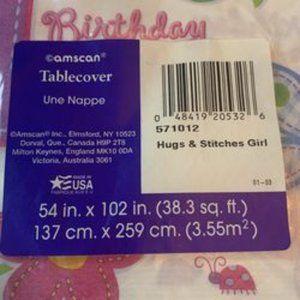 Birthday
©amscan®
Tablecover
Une Nappe
©Amscan® Inc., Elmsford, NY 10523
Dorval, Que., Canada H9P 2T8
Milton Keynes, England MK10 0DA
Victoria, Australia 3061
MADE IN
USA
54 in. x 102 in. (38.3 sq. ft.)
137 cm. x 259 cm. (3.55m²)
0 48419 20532 6
571012
Hugs & Stitches Girl